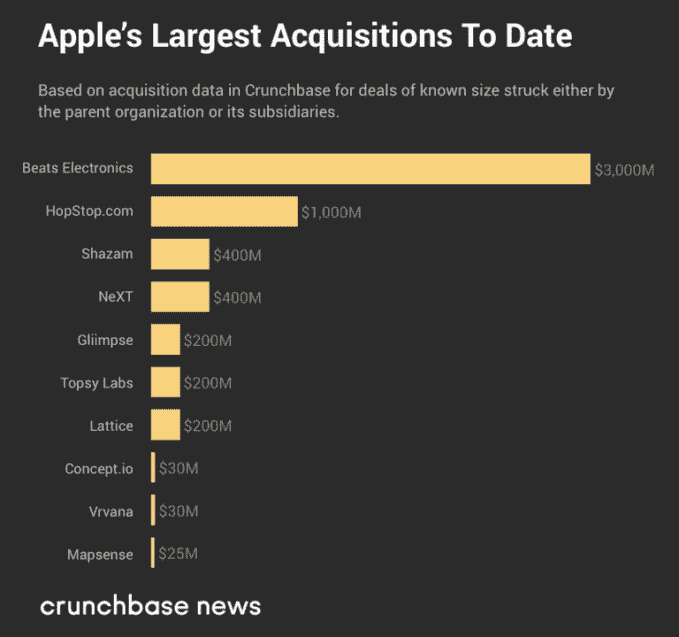 Apple's Largest Acquisitions To Date
Based on acquisition data in Crunchbase for deals of known size struck either by
the parent organization or its subsidiaries.
Beats Electronics $3,000M
HopStop.com $1,000M
Shazam $400M
NeXT $400M
Gliimpse $200M
Topsy Labs $200M
Lattice $200M
Concept.io $30M
Vrvana $30M
Mapsense $25M
crunchbase news